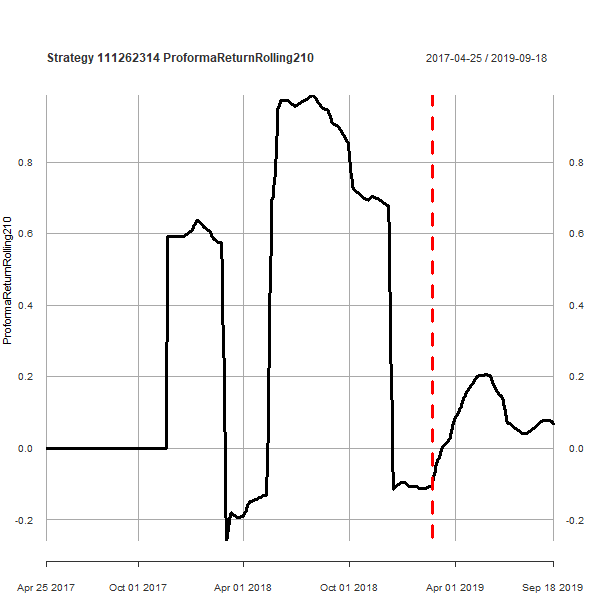 Strategy 111262314 ProformaReturnRolling210 2017-04-25 / 2019-09-18
ProformaReturnRolling210
0.8 0.8
0.6 0.6
0.4 0.4
0.2 0.2
0.0 0.0
-0.2 -0.2
Apr 25 2017 Oct 01 2017 Apr 01 2018 Oct 01 2018 Apr 01 2019 Sep 18 2019